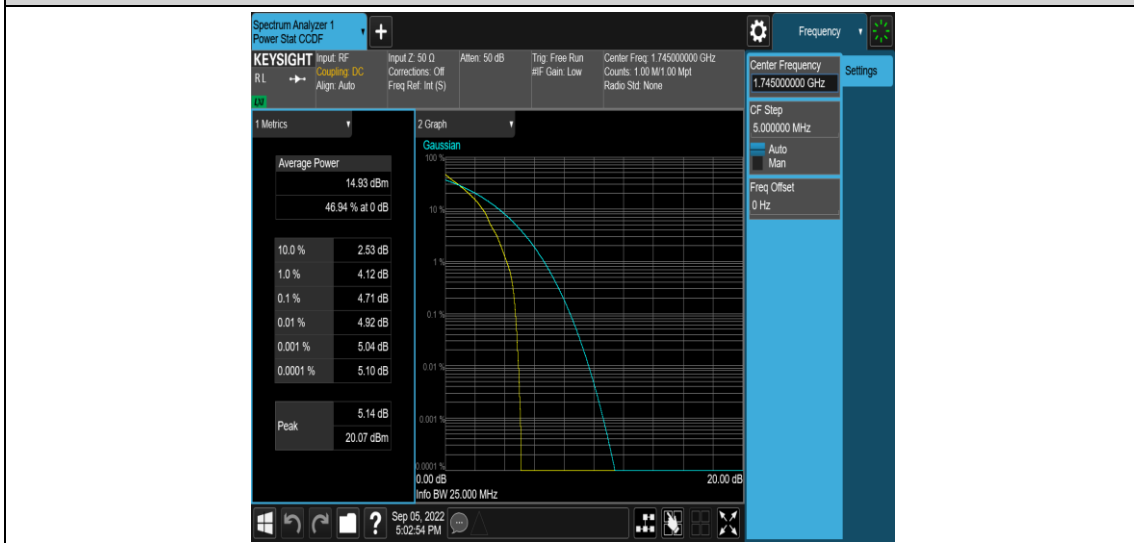 Spectrum Analyzer 1
Power Stat CCDF
+
Frequency
KEYSIGHT
RL
Input: RF
Coupling: DC
Align: Auto
Input Z: 50 Ω
Corrections: Off
Freq Ref: Int (S)
Atten: 50 dB
Trig: Free Run
#IF Gain: Low
Center Freq: 1.745000000 GHz
Counts: 1.00 M/1.00 Mpt
Radio Std: None
Center Frequency
1.745000000 GHz
Settings
CF Step
5.000000 MHz
Auto
Man
Freq Offset
0 Hz
1 Metrics
Average Power
14.93 dBm
46.94 % at 0 dB
10.0 % 2.53 dB
1.0 % 4.12 dB
0.1 % 4.71 dB
0.01 % 4.92 dB
0.001 % 5.04 dB
0.0001 % 5.10 dB
Peak
5.14 dB
20.07 dBm
2 Graph
Gaussian
100 %
10 %
1 %
0.1 %
0.01 %
0.001 %
0.0001 %
0.00 dB 20.00 dB
Info BW 25.000 MHz
?
Sep 05, 2022
5:02:54 PM